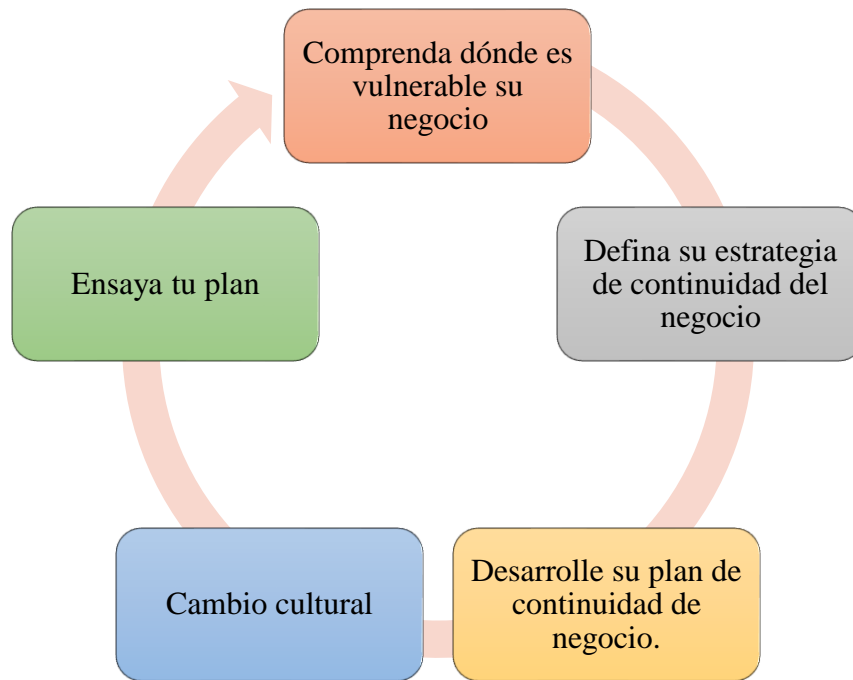 Comprenda dónde es
vulnerable su
negocio
Defina su estrategia
de continuidad del
negocio
Desarrolle su plan de
continuidad de
negocio.
Cambio cultural
Ensaya tu plan